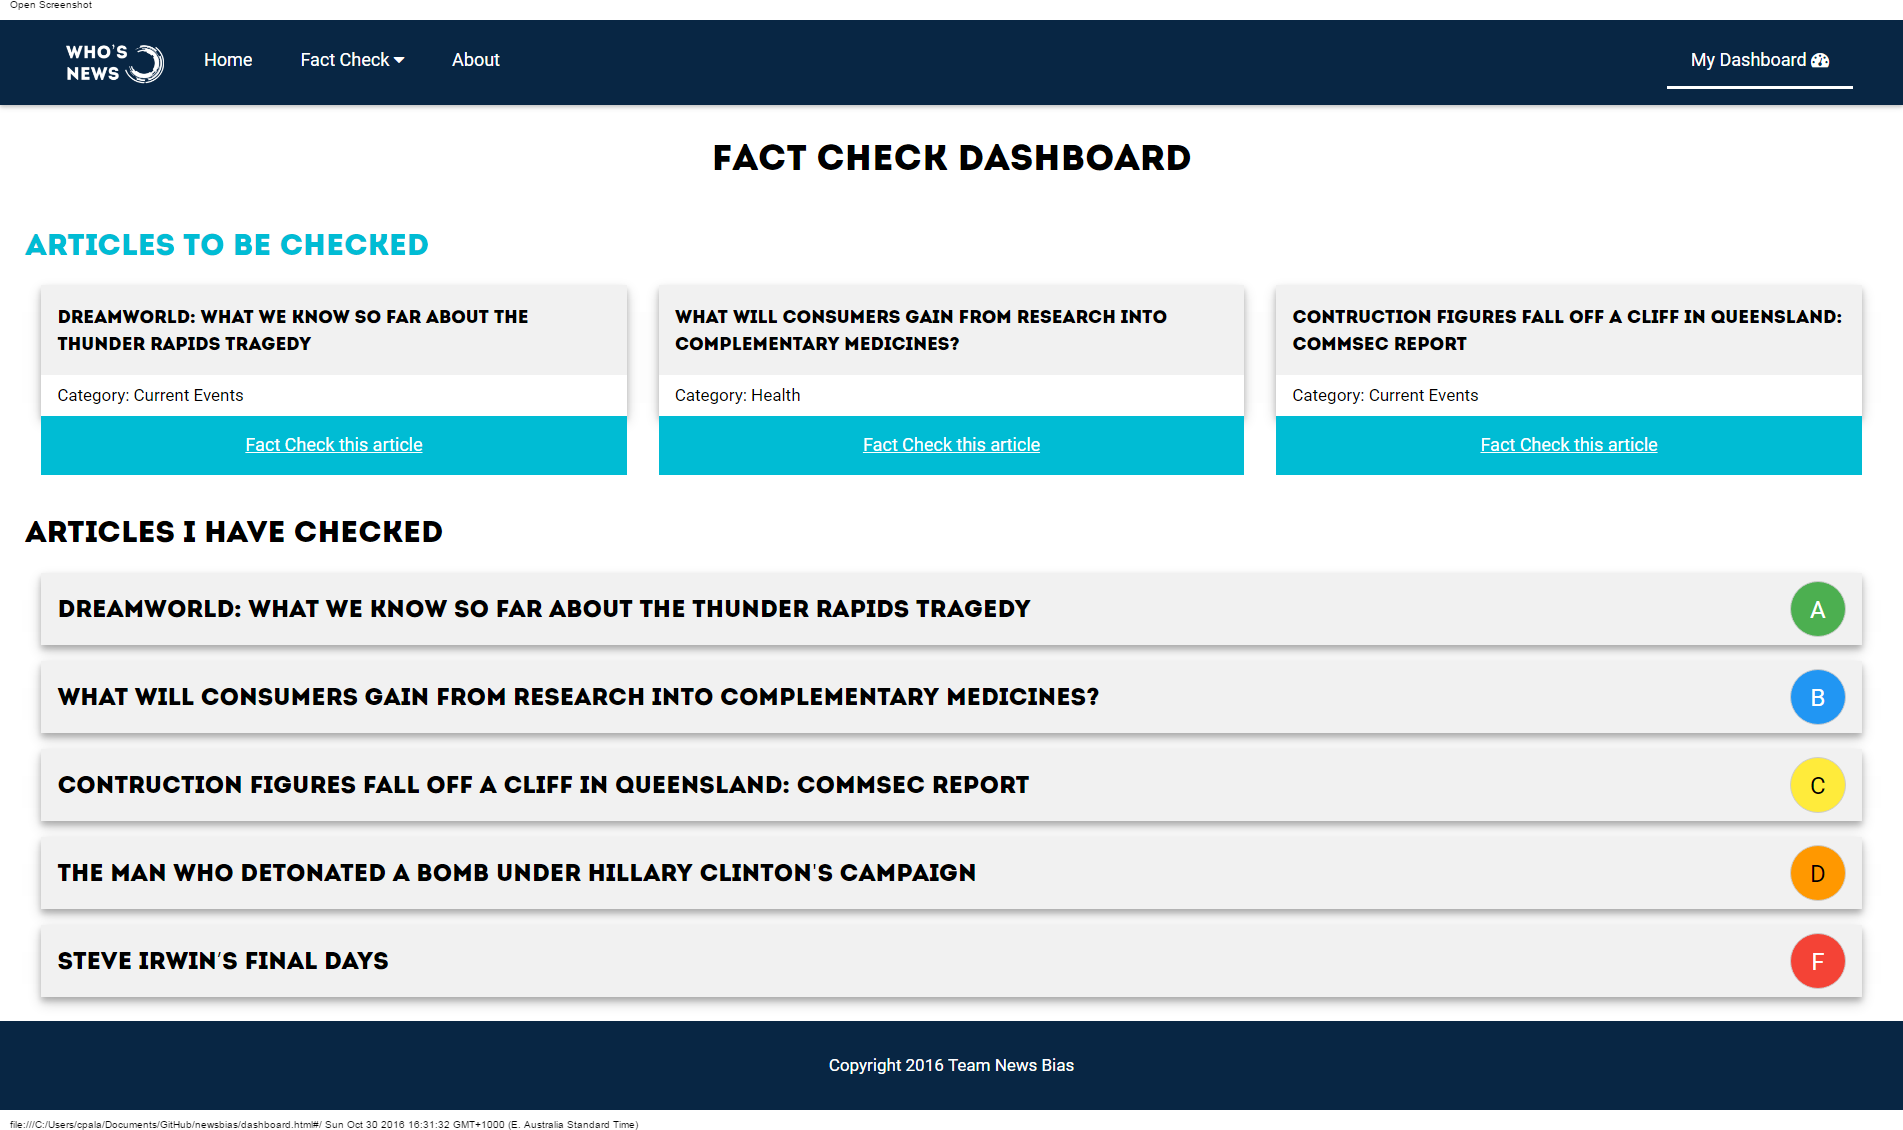 Open Screenshot
WHO'S
NEWS
Home
Fact Check
About
My Dashboard
FACT CHECK DASHBOARD
ARTICLES TO BE CHECKED
DREAMWORLD: WHAT WE KNOW SO FAR ABOUT THE
THUNDER RAPIDS TRAGEDY
Category: Current Events
Fact Check this article
WHAT WILL CONSUMERS GAIN FROM RESEARCH INTO
COMPLEMENTARY MEDICINES?
Category: Health
Fact Check this article
CONTRUCTION FIGURES FALL OFF A CLIFF IN QUEENSLAND:
COMMSEC REPORT
Category: Current Events
Fact Check this article
ARTICLES I HAVE CHECKED
DREAMWORLD: WHAT WE KNOW SO FAR ABOUT THE THUNDER RAPIDS TRAGEDY
A
WHAT WILL CONSUMERS GAIN FROM RESEARCH INTO COMPLEMENTARY MEDICINES?
B
CONTRUCTION FIGURES FALL OFF A CLIFF IN QUEENSLAND: COMMSEC REPORT
C
THE MAN WHO DETONATED A BOMB UNDER HILLARY CLINTON'S CAMPAIGN
D
STEVE IRWIN'S FINAL DAYS
F
Copyright 2016 Team News Bias
file:///C:/Users/cpala/Documents/GitHub/newsbias/dashboard.html#/ Sun Oct 30 2016 16:31:32 GMT+1000 (E. Australia Standard Time)